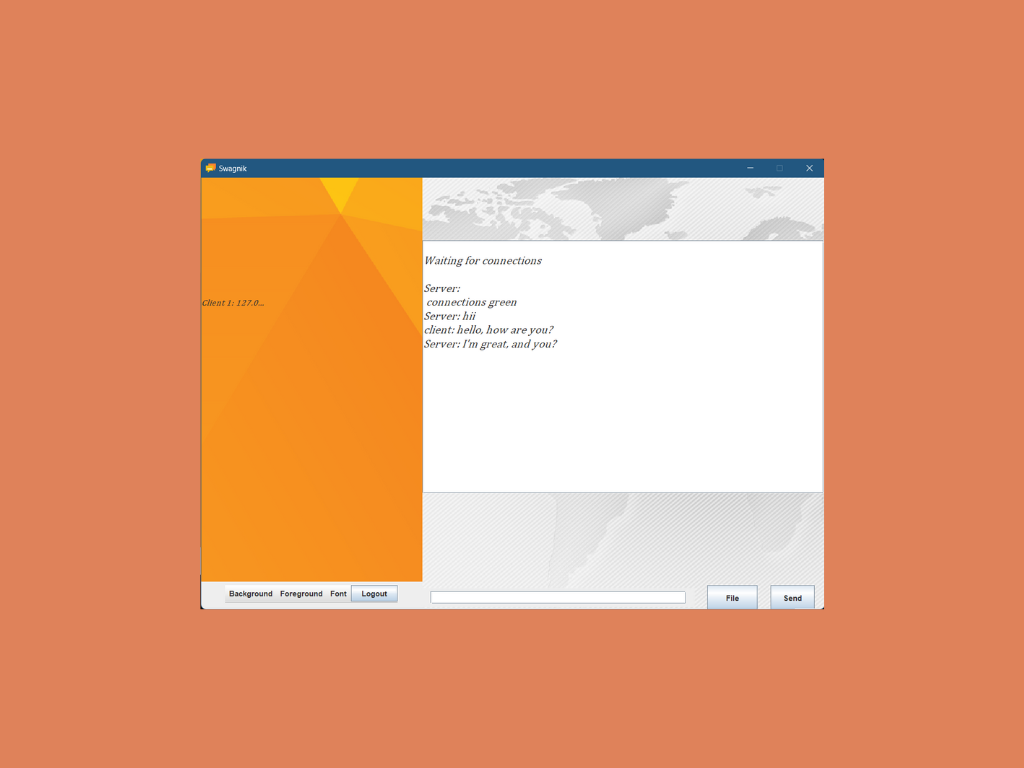 Swagnik
Client 1: 127.0...
Waiting for connections
Server:
connections green
Server: hii
client: hello, how are you?
Server: I'm great, and you?
Background Foreground Font Logout
File Send